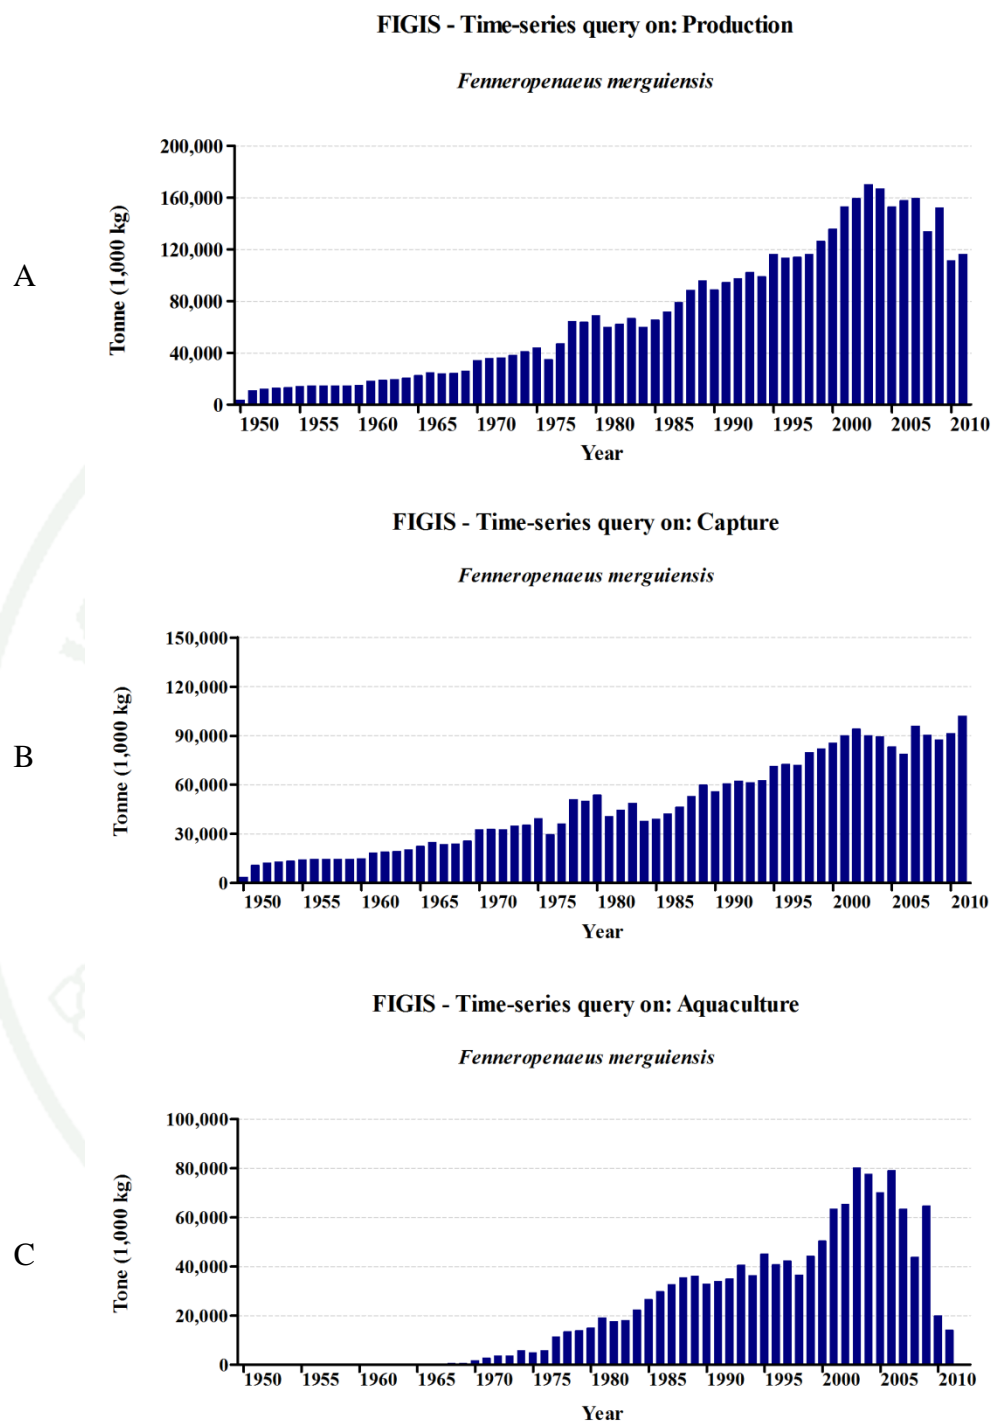 FIGIS - Time-series query on: Production
Fenneropenaeus merguiensis
A
Tonne (1,000 kg)
200,000
160,000
120,000
80,000
40,000
0
1950 1955 1960 1965 1970 1975 1980 1985 1990 1995 2000 2005 2010
Year
FIGIS - Time-series query on: Capture
Fenneropenaeus merguiensis
B
Tonne (1,000 kg)
150,000
120,000
90,000
60,000
30,000
0
1950 1955 1960 1965 1970 1975 1980 1985 1990 1995 2000 2005 2010
Year
FIGIS - Time-series query on: Aquaculture
Fenneropenaeus merguiensis
C
Tone (1,000 kg)
100,000
80,000
60,000
40,000
20,000
0
1950 1955 1960 1965 1970 1975 1980 1985 1990 1995 2000 2005 2010
Year